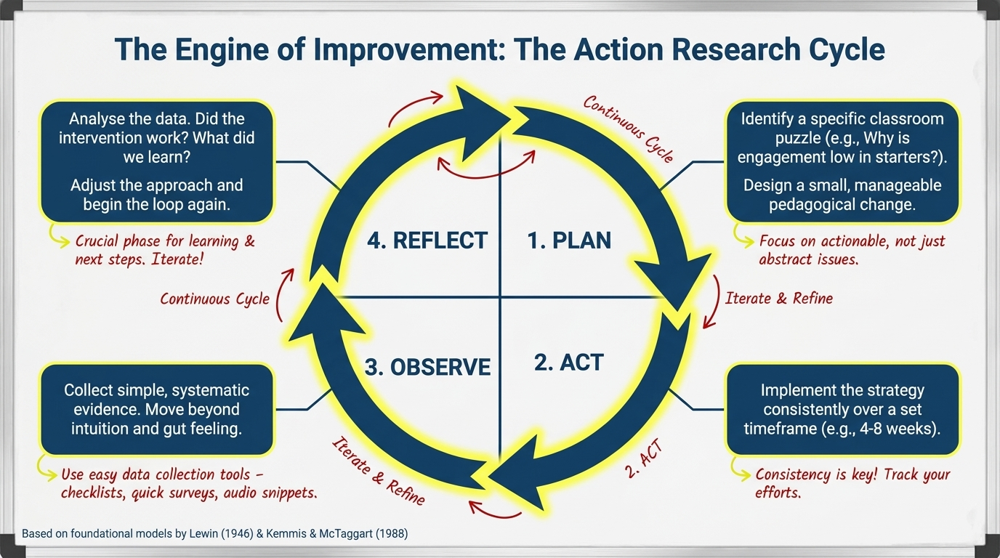 The Engine of Improvement: The Action Research Cycle
Analyse the data. Did the
intervention work? What did
we learn?
Adjust the approach and
begin the loop again.
Crucial phase for learning &
next steps. Iterate!
Continuous Cycle
Identify a specific classroom
puzzle (e.g., Why is
engagement low in starters?).
Design a small, manageable
pedagogical change.
Focus on actionable, not just
abstract issues.
4. REFLECT
1. PLAN
Continuous Cycle
Iterate & Refine
3. OBSERVE
2. ACT
Collect simple, systematic
evidence. Move beyond
intuition and gut feeling.
Use easy data collection tools –
checklists, quick surveys, audio snippets.
Iterate & Refine
2. ACT
Implement the strategy
consistently over a set
timeframe (e.g., 4-8 weeks).
Consistency is key! Track your
efforts.
Based on foundational models by Lewin (1946) & Kemmis & McTaggart (1988)